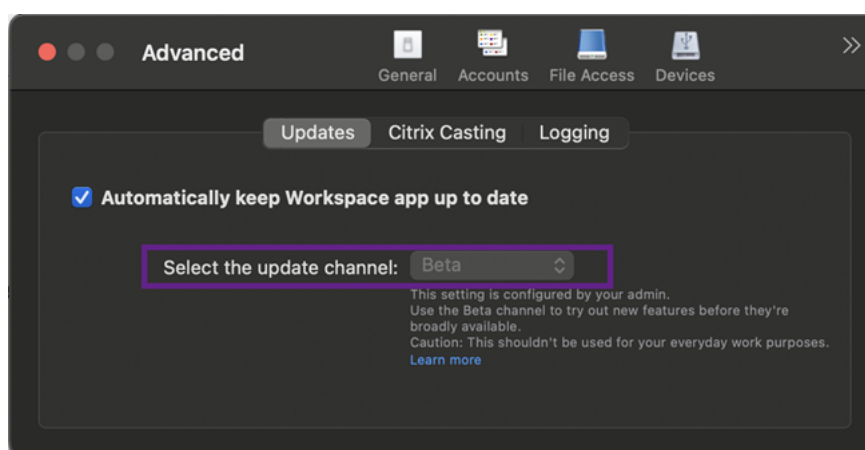 Advanced
General Accounts File Access Devices
Updates Citrix Casting Logging
Automatically keep Workspace app up to date
Select the update channel: Beta
This setting is configured by your admin.
Use the Beta channel to try out new features before they're
broadly available.
Caution: This shouldn't be used for your everyday work purposes.
Learn more